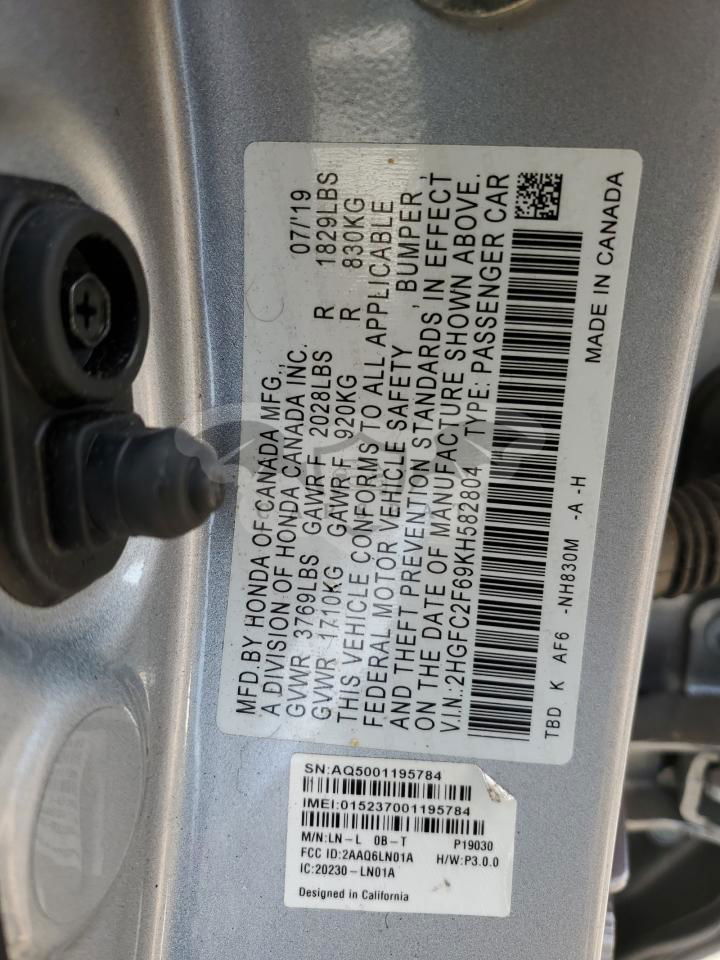 MFD.BY HONDA OF CANADA MFG., 07/'19
A DIVISION OF HONDA CANADA INC.
GVWR 3769LBS GAWR F 2028LBS R 1829LBS
GVWR 1710KG GAWR F 920KG R 830KG
THIS VEHICLE CONFORMS TO ALL APPLICABLE
FEDERAL MOTOR VEHICLE SAFETY , BUMPER ,
AND THEFT PREVENTION STANDARDS IN EFFECT
ON THE DATE OF MANUFACTURE SHOWN ABOVE.
V.I.N.:2HGFC2F69KH582804 TYPE: PASSENGER CAR
TBD K AF6 -NH830M -A -H
MADE IN CANADA
SN:AQ5001195784
IMEI:015237001195784
M/N:LN-L 0B-T P19030
FCC ID:2AAQ6LN01A H/W:P3.0.0
IC:20230-LN01A
Designed in California